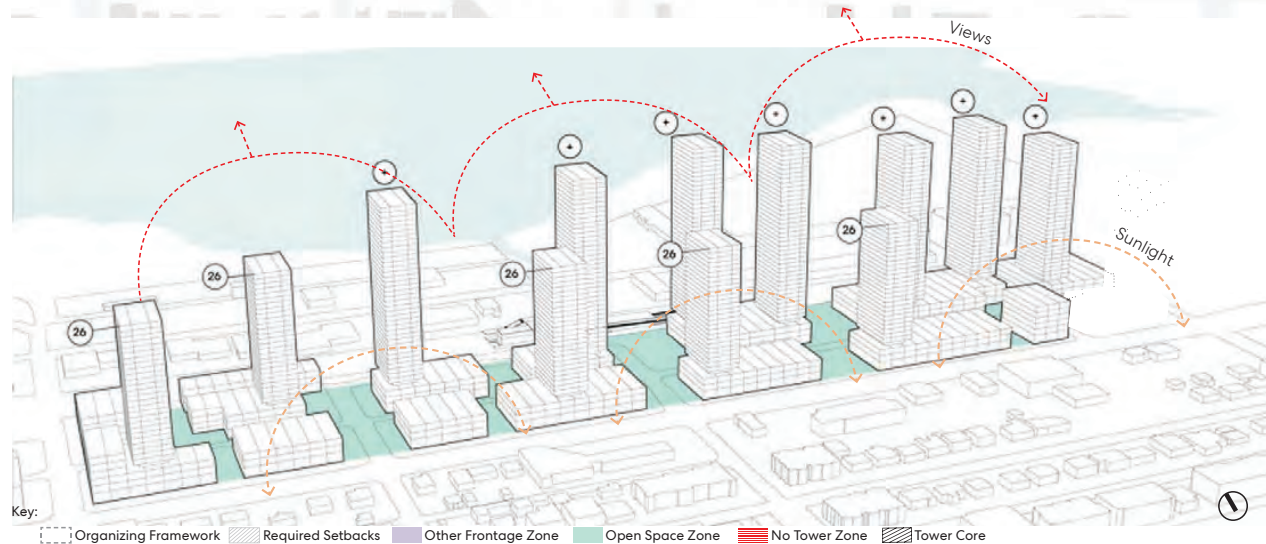 Views
Sunlight
26
26
26
26
26
Key:
Organizing Framework
Required Setbacks
Other Frontage Zone
Open Space Zone
No Tower Zone
Tower Core